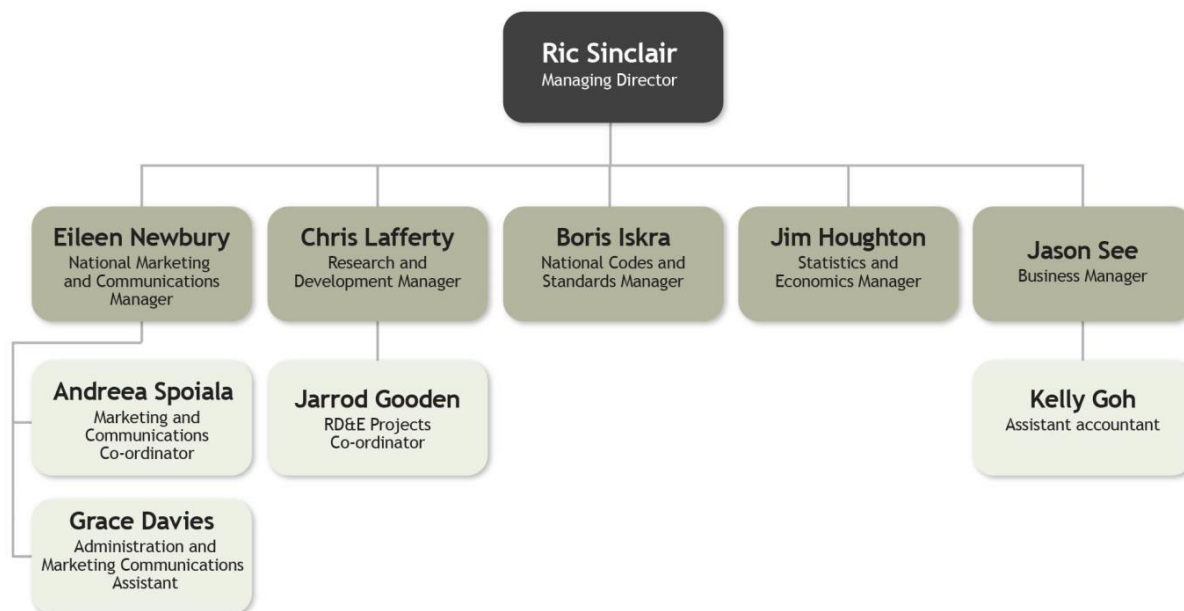 Ric Sinclair
Managing Director
Eileen Newbury
National Marketing
and Communications
Manager
Chris Lafferty
Research and
Development Manager
Boris Iskra
National Codes and
Standards Manager
Jim Houghton
Statistics and
Economics Manager
Jason See
Business Manager
Andreea Spoiala
Marketing and
Communications
Co-ordinator
Jarrod Gooden
RD&E Projects
Co-ordinator
Kelly Goh
Assistant accountant
Grace Davies
Administration and
Marketing Communications
Assistant